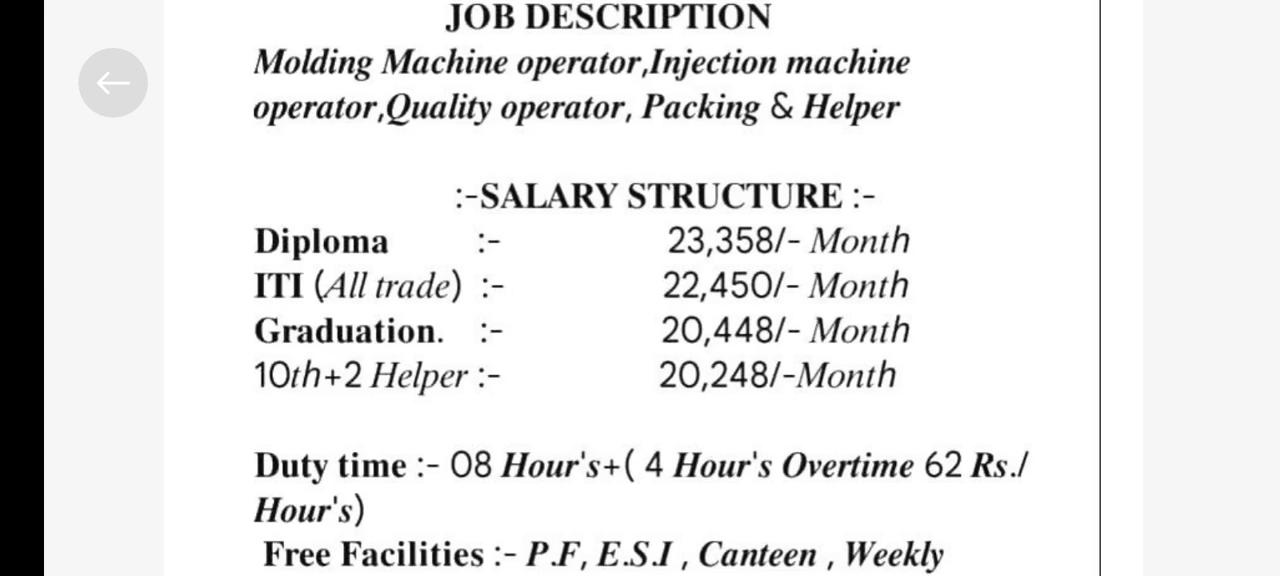 JOB DESCRIPTION
Molding Machine operator,Injection machine
operator,Quality operator, Packing & Helper
:-SALARY STRUCTURE :-
Diploma :- 23,358/- Month
ITI (All trade) :- 22,450/- Month
Graduation. :- 20,448/- Month
10th+2 Helper :- 20,248/-Month
Duty time :- 08 Hour's+( 4 Hour's Overtime 62 Rs./
Hour's)
Free Facilities :- P.F, E.S.I , Canteen , Weekly